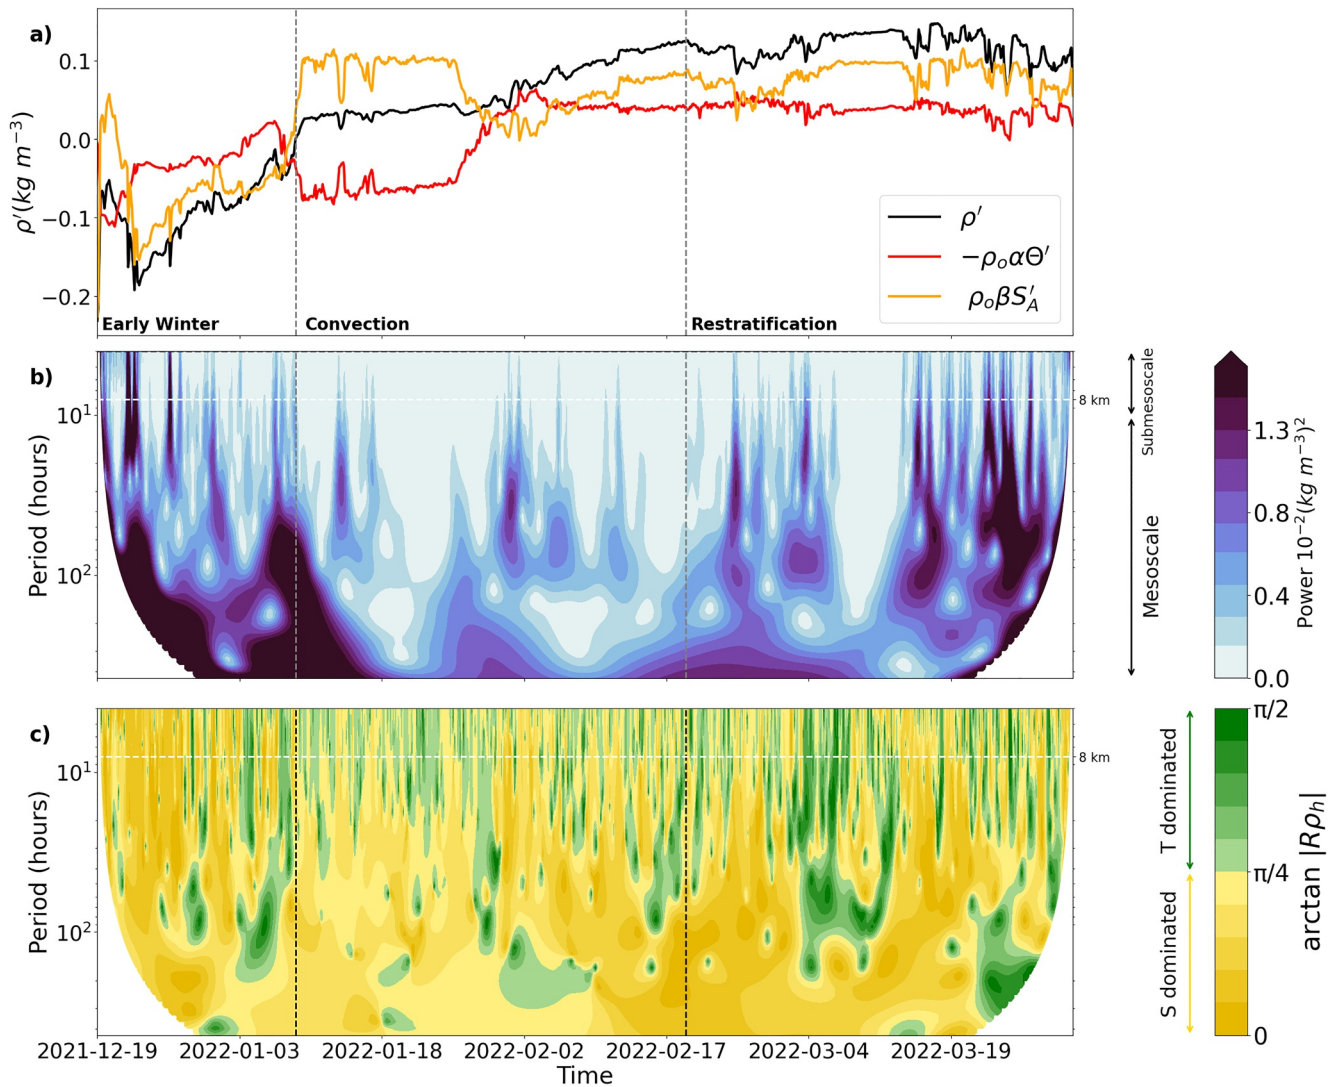 a)
ρ′(kg m⁻³)
0.1
0.0
−0.1
−0.2
ρ′
−ρₒαΘ′
ρₒβS′_A
Early Winter
Convection
Restratification
b)
Period (hours)
10¹
10²
8 km
Submesoscale
Mesoscale
1.3
0.8
0.4
0.0
Power 10⁻²(kg m⁻³)²
c)
Period (hours)
10¹
10²
8 km
T dominated
S dominated
π/2
π/4
0
arctan |Rρₕ|
2021-12-19 2022-01-03 2022-01-18 2022-02-02 2022-02-17 2022-03-04 2022-03-19
Time